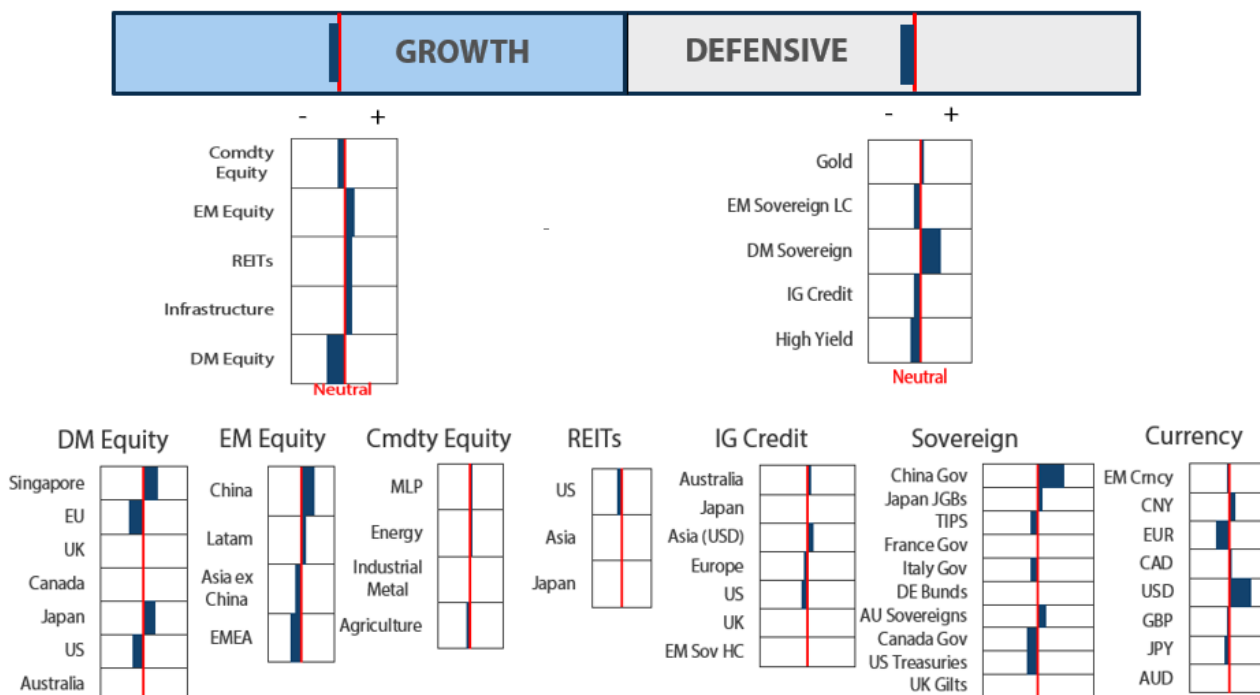 GROWTH
DEFENSIVE
- +
- +
Comdty
Equity
EM Equity
REITs
Infrastructure
DM Equity
Neutral
-
Gold
EM Sovereign LC
DM Sovereign
IG Credit
High Yield
Neutral
DM Equity
Singapore
EU
UK
Canada
Japan
US
Australia
EM Equity
China
Latam
Asia ex
China
EMEA
Cmdty Equity
MLP
Energy
Industrial
Metal
Agriculture
REITs
US
Asia
Japan
IG Credit
Australia
Japan
Asia (USD)
Europe
US
UK
EM Sov HC
Sovereign
China Gov
Japan JGBs
TIPS
France Gov
Italy Gov
DE Bunds
AU Sovereigns
Canada Gov
US Treasuries
UK Gilts
Currency
EM Crncy
CNY
EUR
CAD
USD
GBP
JPY
AUD